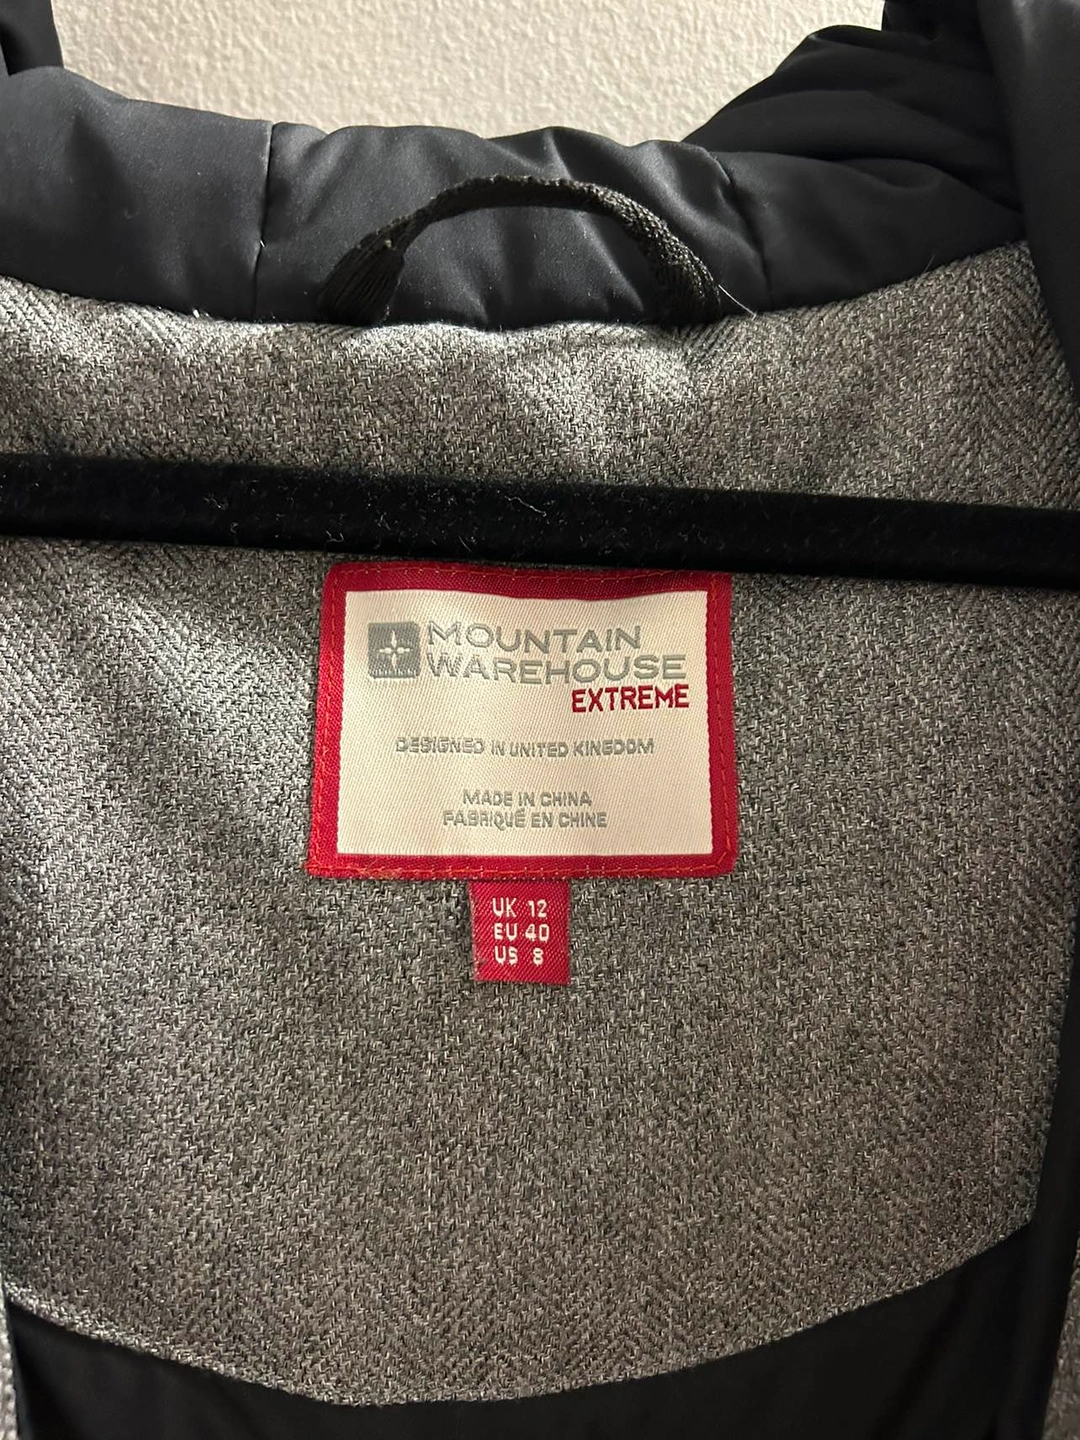 MOUNTAIN
WAREHOUSE
EXTREME
DESIGNED IN UNITED KINGDOM
MADE IN CHINA
FABRIQUÉ EN CHINE
UK 12
EU 40
US 8